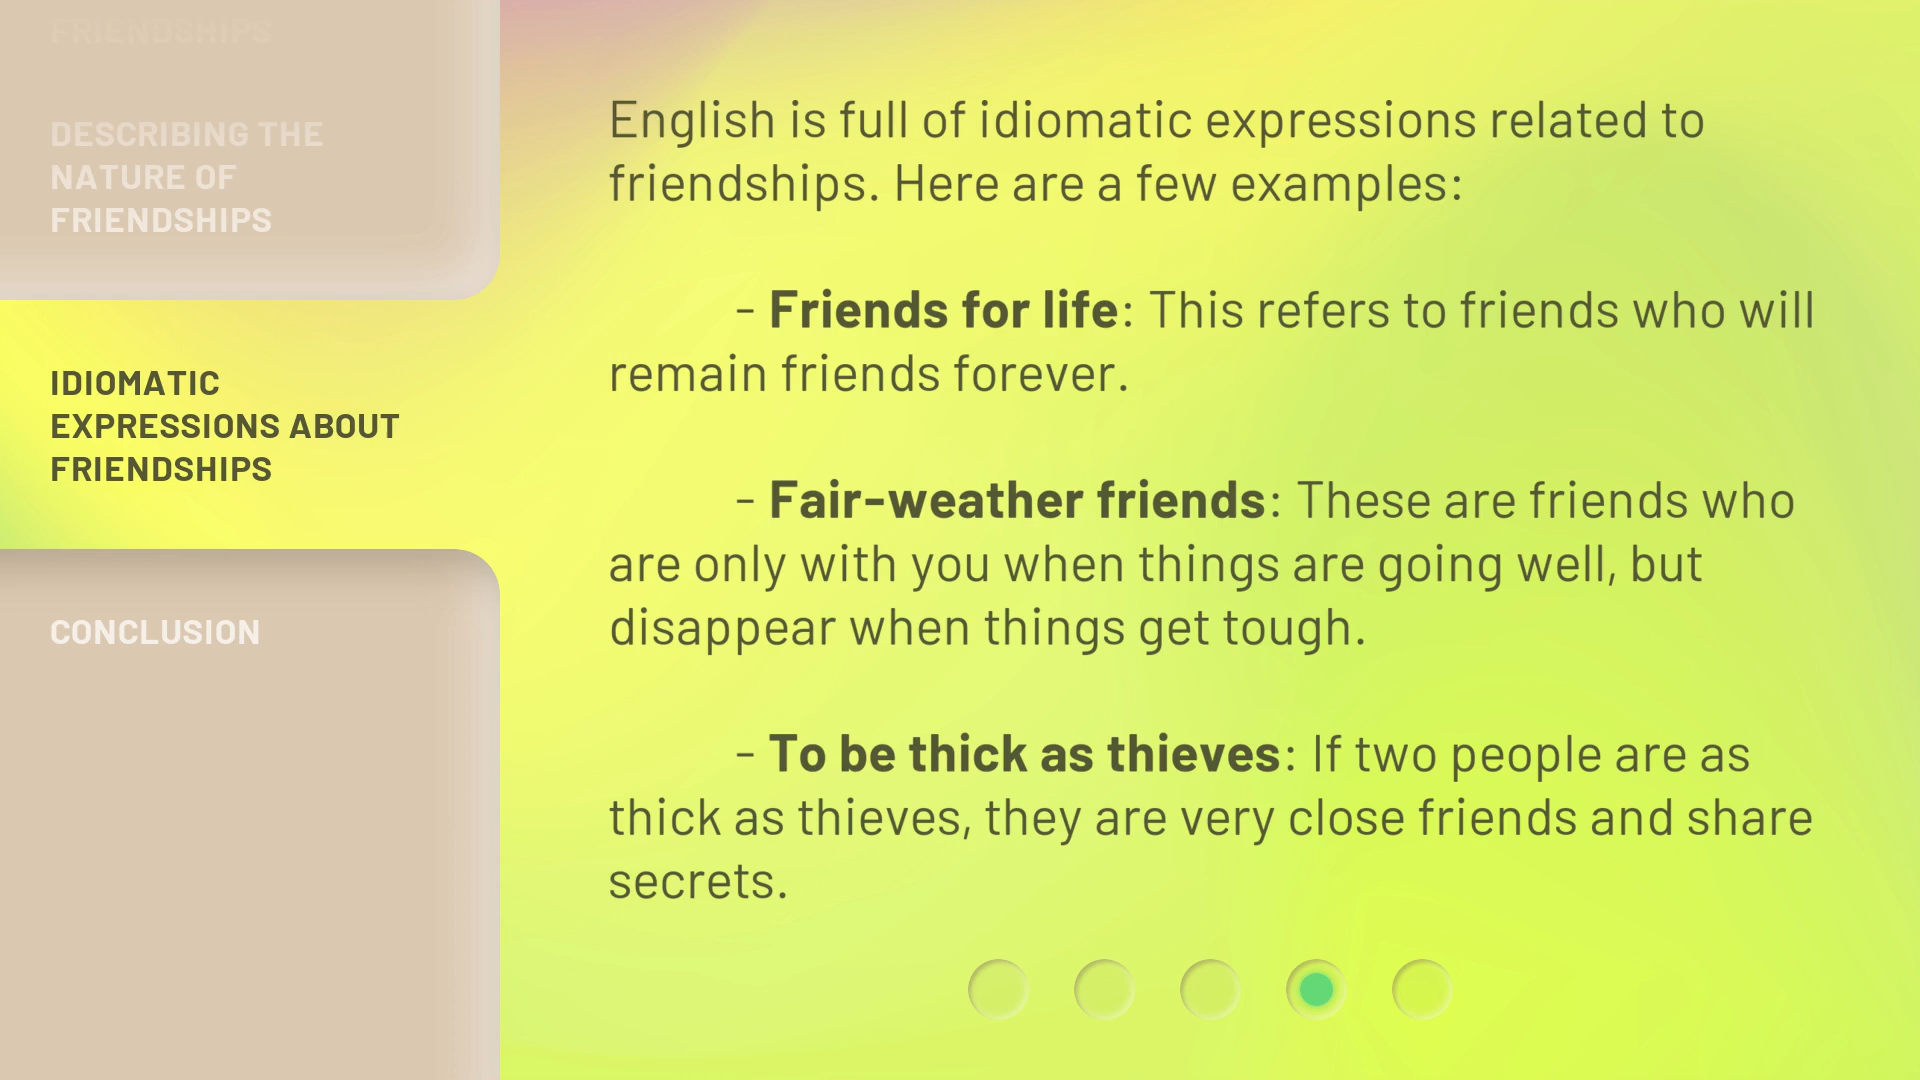 FRIENDSHIPS
DESCRIBING THE
NATURE OF
FRIENDSHIPS
IDIOMATIC
EXPRESSIONS ABOUT
FRIENDSHIPS
CONCLUSION
English is full of idiomatic expressions related to
friendships. Here are a few examples:
- Friends for life: This refers to friends who will
remain friends forever.
- Fair-weather friends: These are friends who
are only with you when things are going well, but
disappear when things get tough.
- To be thick as thieves: If two people are as
thick as thieves, they are very close friends and share
secrets.